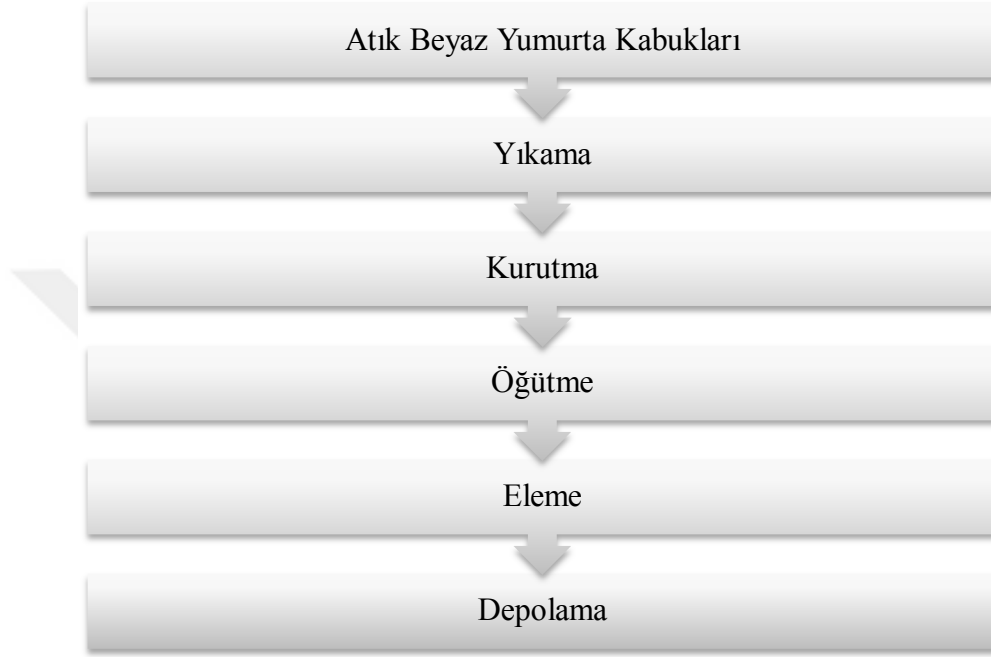 Atık Beyaz Yumurta Kabukları
Yıkama
Kurutma
Öğütme
Eleme
Depolama